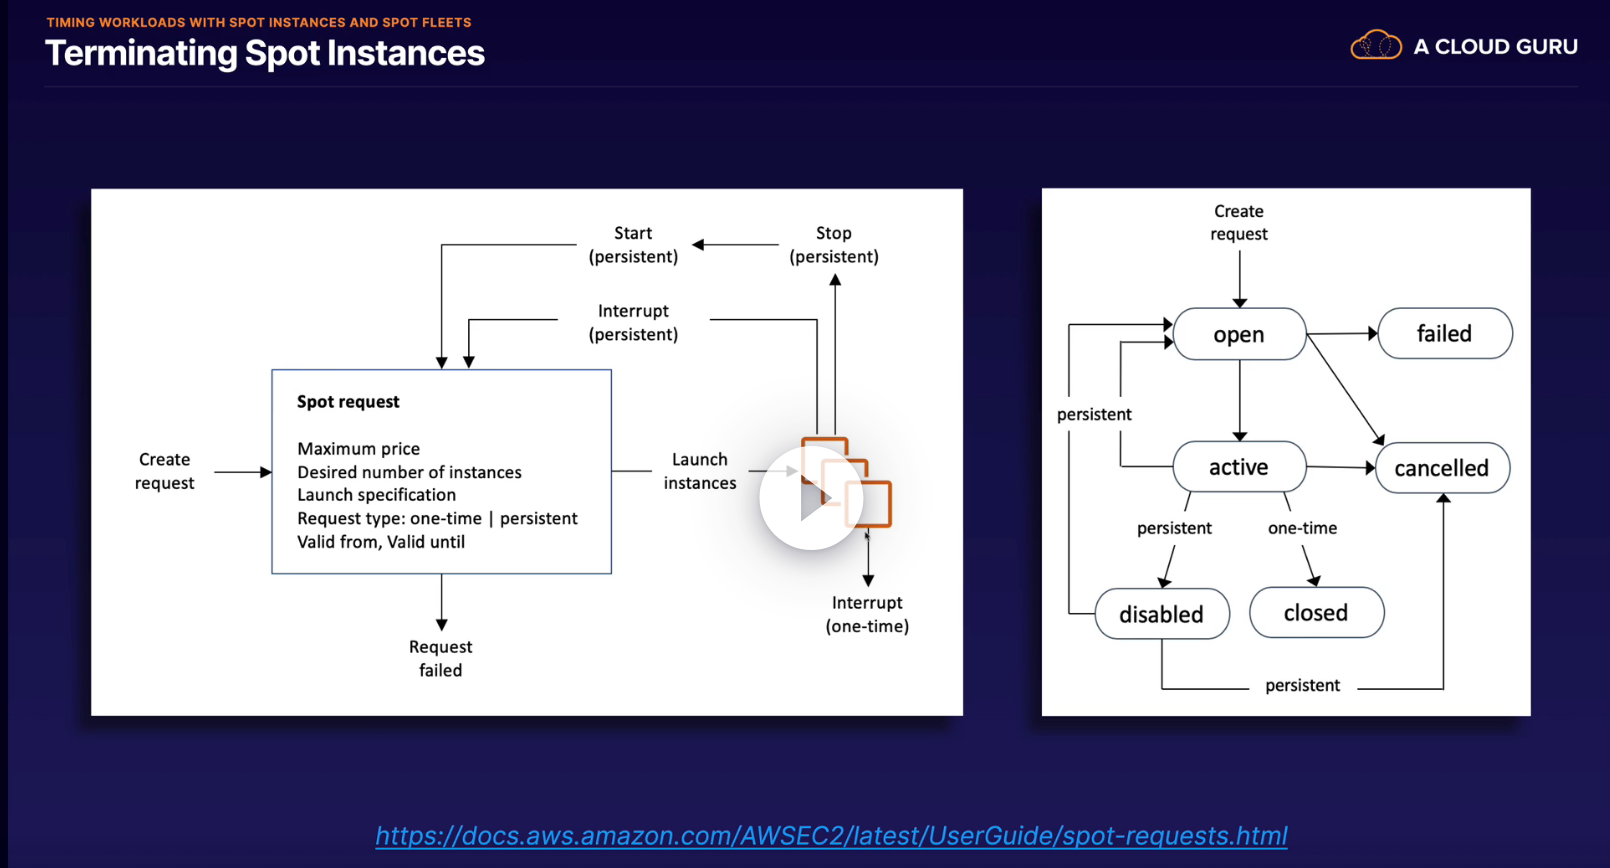 TIMING WORKLOADS WITH SPOT INSTANCES AND SPOT FLEETS
Terminating Spot Instances
A CLOUD GURU
Start
(persistent)
Stop
(persistent)
Interrupt
(persistent)
Create
request
Spot request
Maximum price
Desired number of instances
Launch specification
Request type: one-time | persistent
Valid from, Valid until
Launch
instances
Interrupt
(one-time)
Request
failed
Create
request
open
failed
persistent
active
cancelled
persistent
one-time
disabled
closed
persistent
https://docs.aws.amazon.com/AWSEC2/latest/UserGuide/spot-requests.html